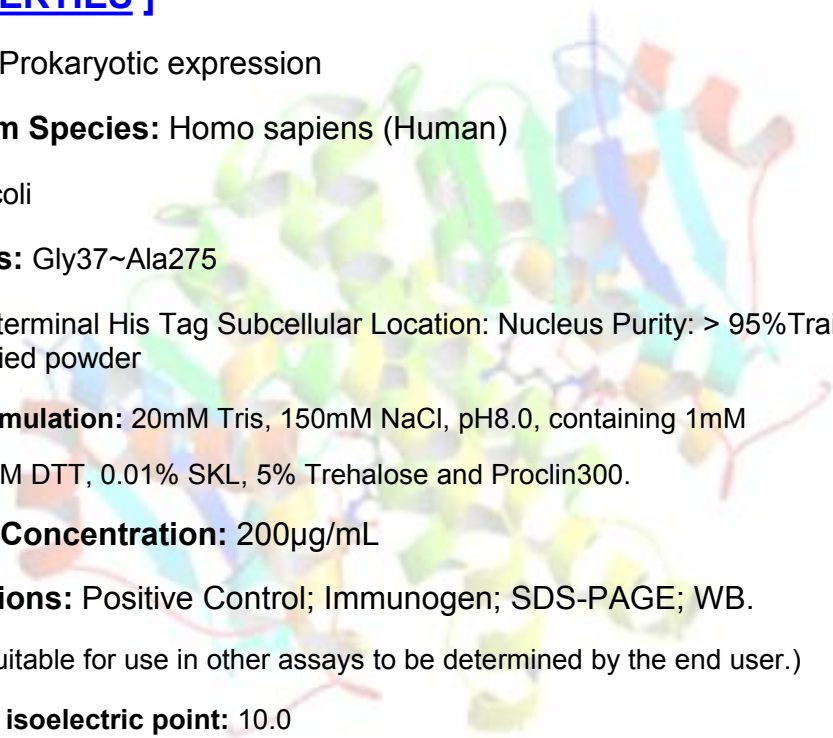 ERTIES ]
Prokaryotic expression
m Species: Homo sapiens (Human)
coli
s: Gly37~Ala275
terminal His Tag Subcellular Location: Nucleus Purity: > 95%Trai
ied powder
mulation: 20mM Tris, 150mM NaCl, pH8.0, containing 1mM
M DTT, 0.01% SKL, 5% Trehalose and Proclin300.
Concentration: 200μg/mL
ions: Positive Control; Immunogen; SDS-PAGE; WB.
uitable for use in other assays to be determined by the end user.)
isoelectric point: 10.0